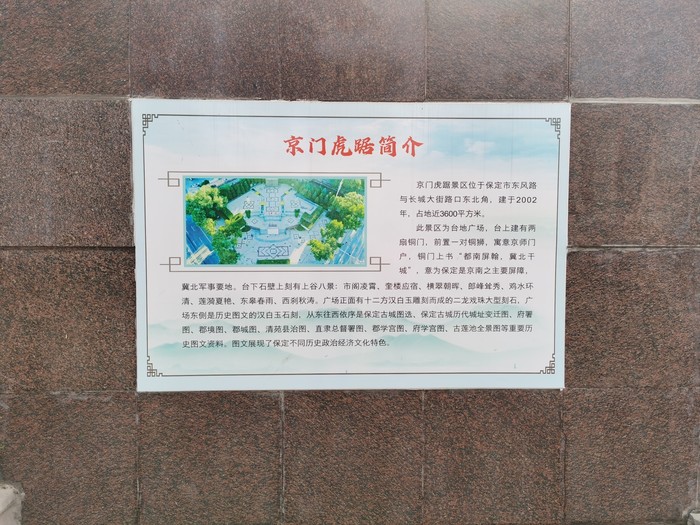 京门虎踞简介
京门虎踞景区位于保定市东风路
与长城大街路口东北角，建于2002
年，占地近3600平方米。
此景区为台地广场，台上建有两
扇铜门，前置一对铜狮，寓意京师门
户，铜门上书“都南屏翰，冀北干
城”，意为保定是京南之主要屏障，
冀北军事要地。台下石壁上刻有上谷八景：市阁凌霄、奎楼应宿、横翠朝晖、郎峰耸秀、鸡水环
清、莲漪夏艳、东皋春雨、西刹秋涛。广场正面有十二方汉白玉雕刻而成的二龙戏珠大型刻石，广
场东侧是历史图文的汉白玉石刻，从东往西依序是保定古城图选、保定古城历代城址变迁图、府署
图、郡境图、郡城图、清苑县治图、直隶总督署图、郡学宫图、府学宫图、古莲池全景图等重要历
史图文资料。图文展现了保定不同历史政治经济文化特色。